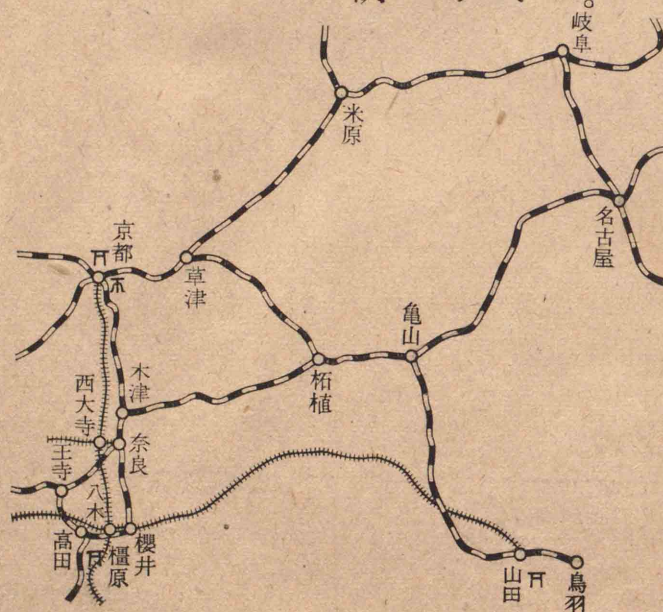 岐阜
米原
名古屋
京都
草津
亀山
柘植
木津
西大寺
奈良
王寺
八木
高田
橿原
櫻井
山田
鳥羽